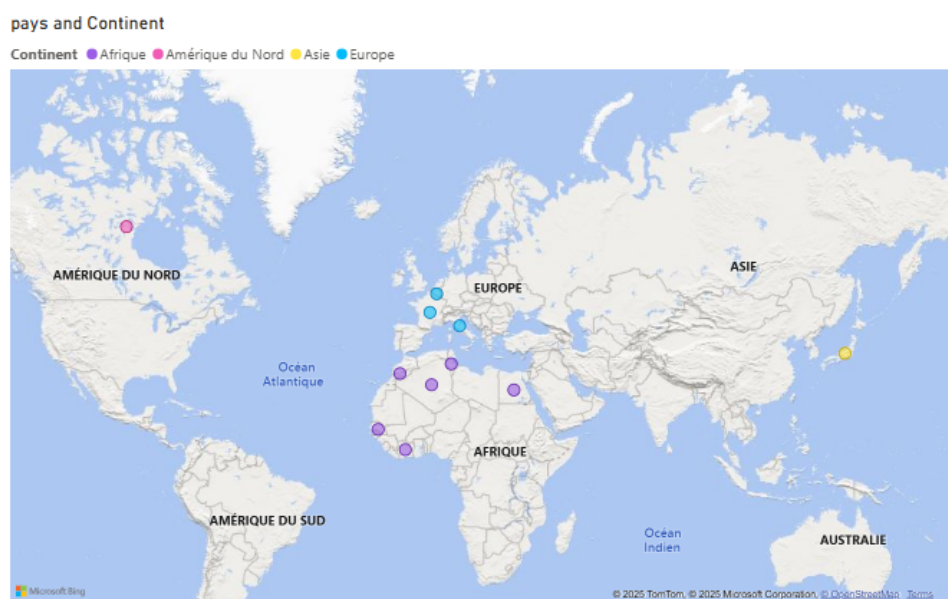 pays and Continent
Continent Afrique Amérique du Nord Asie Europe
AMÉRIQUE DU NORD
ASIE
EUROPE
Océan
Atlantique
AFRIQUE
AMÉRIQUE DU SUD
Océan
Indien
AUSTRALIE
Microsoft Bing
© 2025 TomTom, © 2025 Microsoft Corporation, © OpenStreetMap Terms